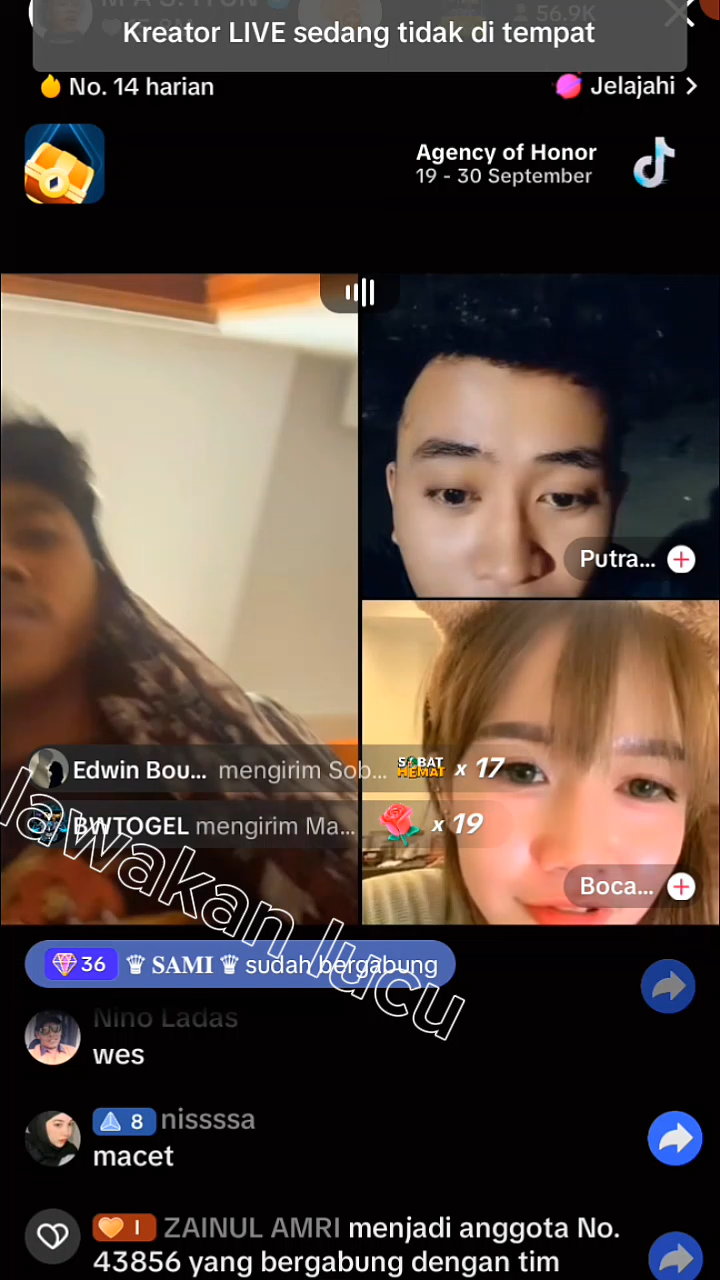 Kreator LIVE sedang tidak di tempat
56.9K
No. 14 harian
Jelajahi >
Agency of Honor
19 - 30 September
Putra...
Edwin Bou... mengirim Sob... SOBAT HEMAT x 17
BWTOGEL mengirim Ma... x 19
Boca...
lawakan lucu
36 ♛ SAMI ♛ sudah bergabung
Nino Ladas
wes
8 nissssa
macet
I ZAINUL AMRI menjadi anggota No.
43856 yang bergabung dengan tim